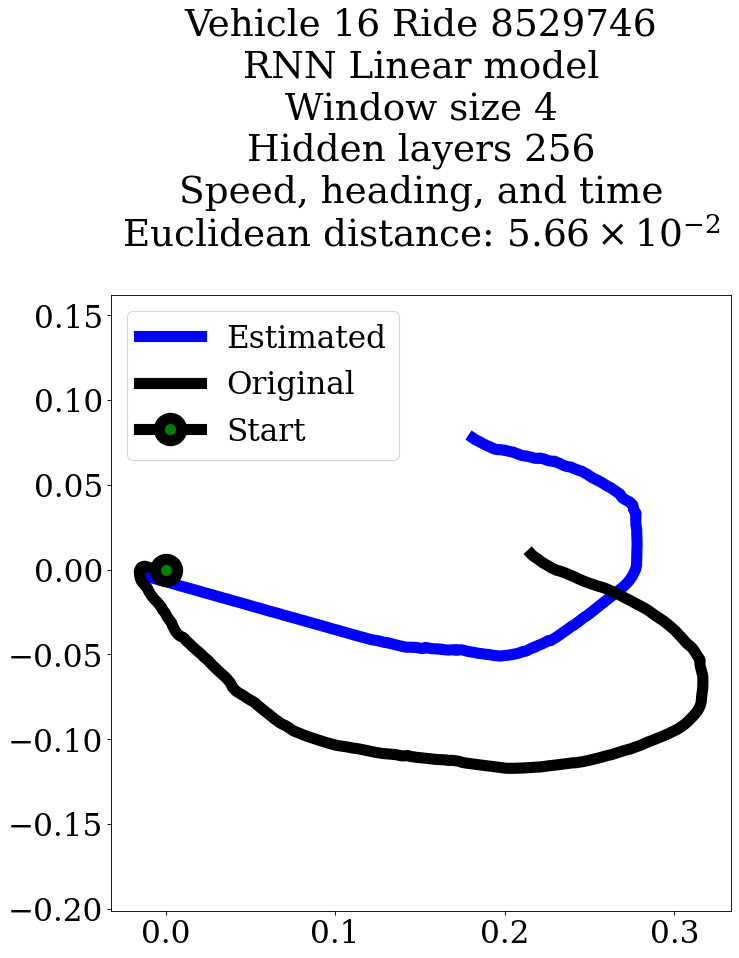 Vehicle 16 Ride 8529746
RNN Linear model
Window size 4
Hidden layers 256
Speed, heading, and time
Euclidean distance: 5.66 × 10⁻²
Estimated
Original
Start
0.15
0.10
0.05
0.00
−0.05
−0.10
−0.15
−0.20
0.0 0.1 0.2 0.3